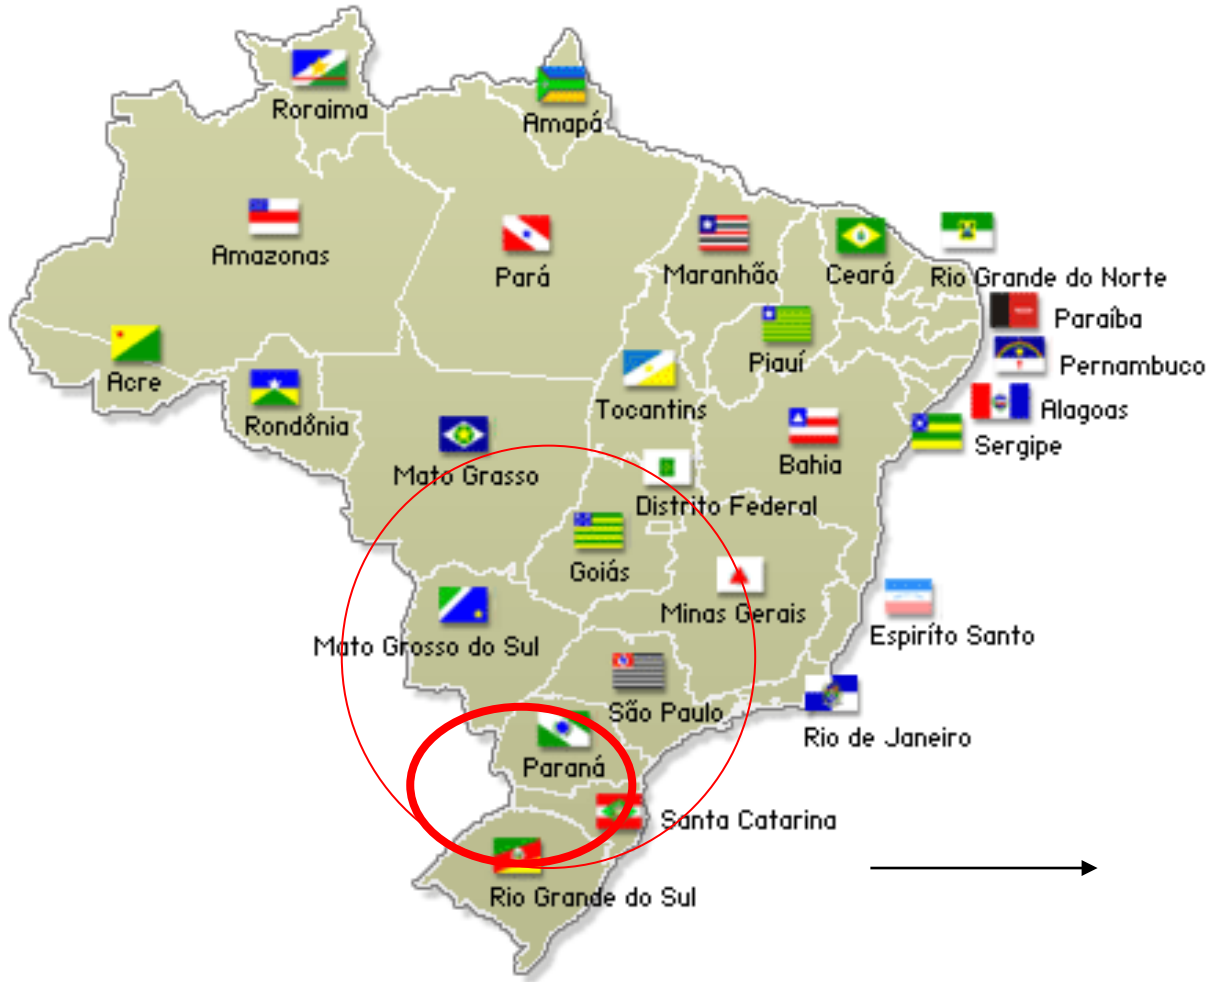 Roraima
Amapá
Amazonas
Pará
Maranhão
Ceará
Rio Grande do Norte
Paraíba
Piauí
Pernambuco
Acre
Rondônia
Tocantins
Alagoas
Sergipe
Mato Grasso
Bahia
Distrito Federal
Goiás
Minas Gerais
Espiríto Santo
Mato Grosso do Sul
São Paulo
Rio de Janeiro
Paraná
Santa Catarina
Rio Grande do Sul